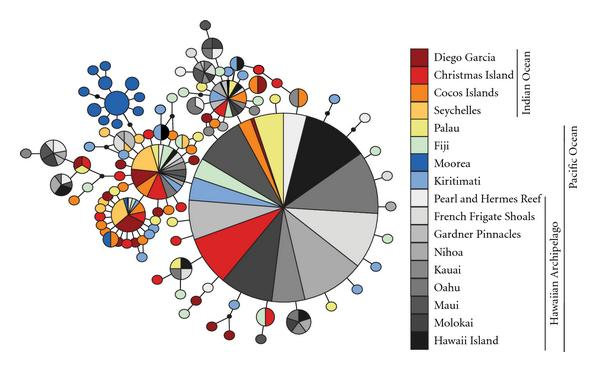 Diego Garcia
Christmas Island
Cocos Islands
Seychelles
Palau
Fiji
Moorea
Kiritimati
Pearl and Hermes Reef
French Frigate Shoals
Gardner Pinnacles
Nihoa
Kauai
Oahu
Maui
Molokai
Hawaii Island
Indian Ocean
Hawaiian Archipelago
Pacific Ocean